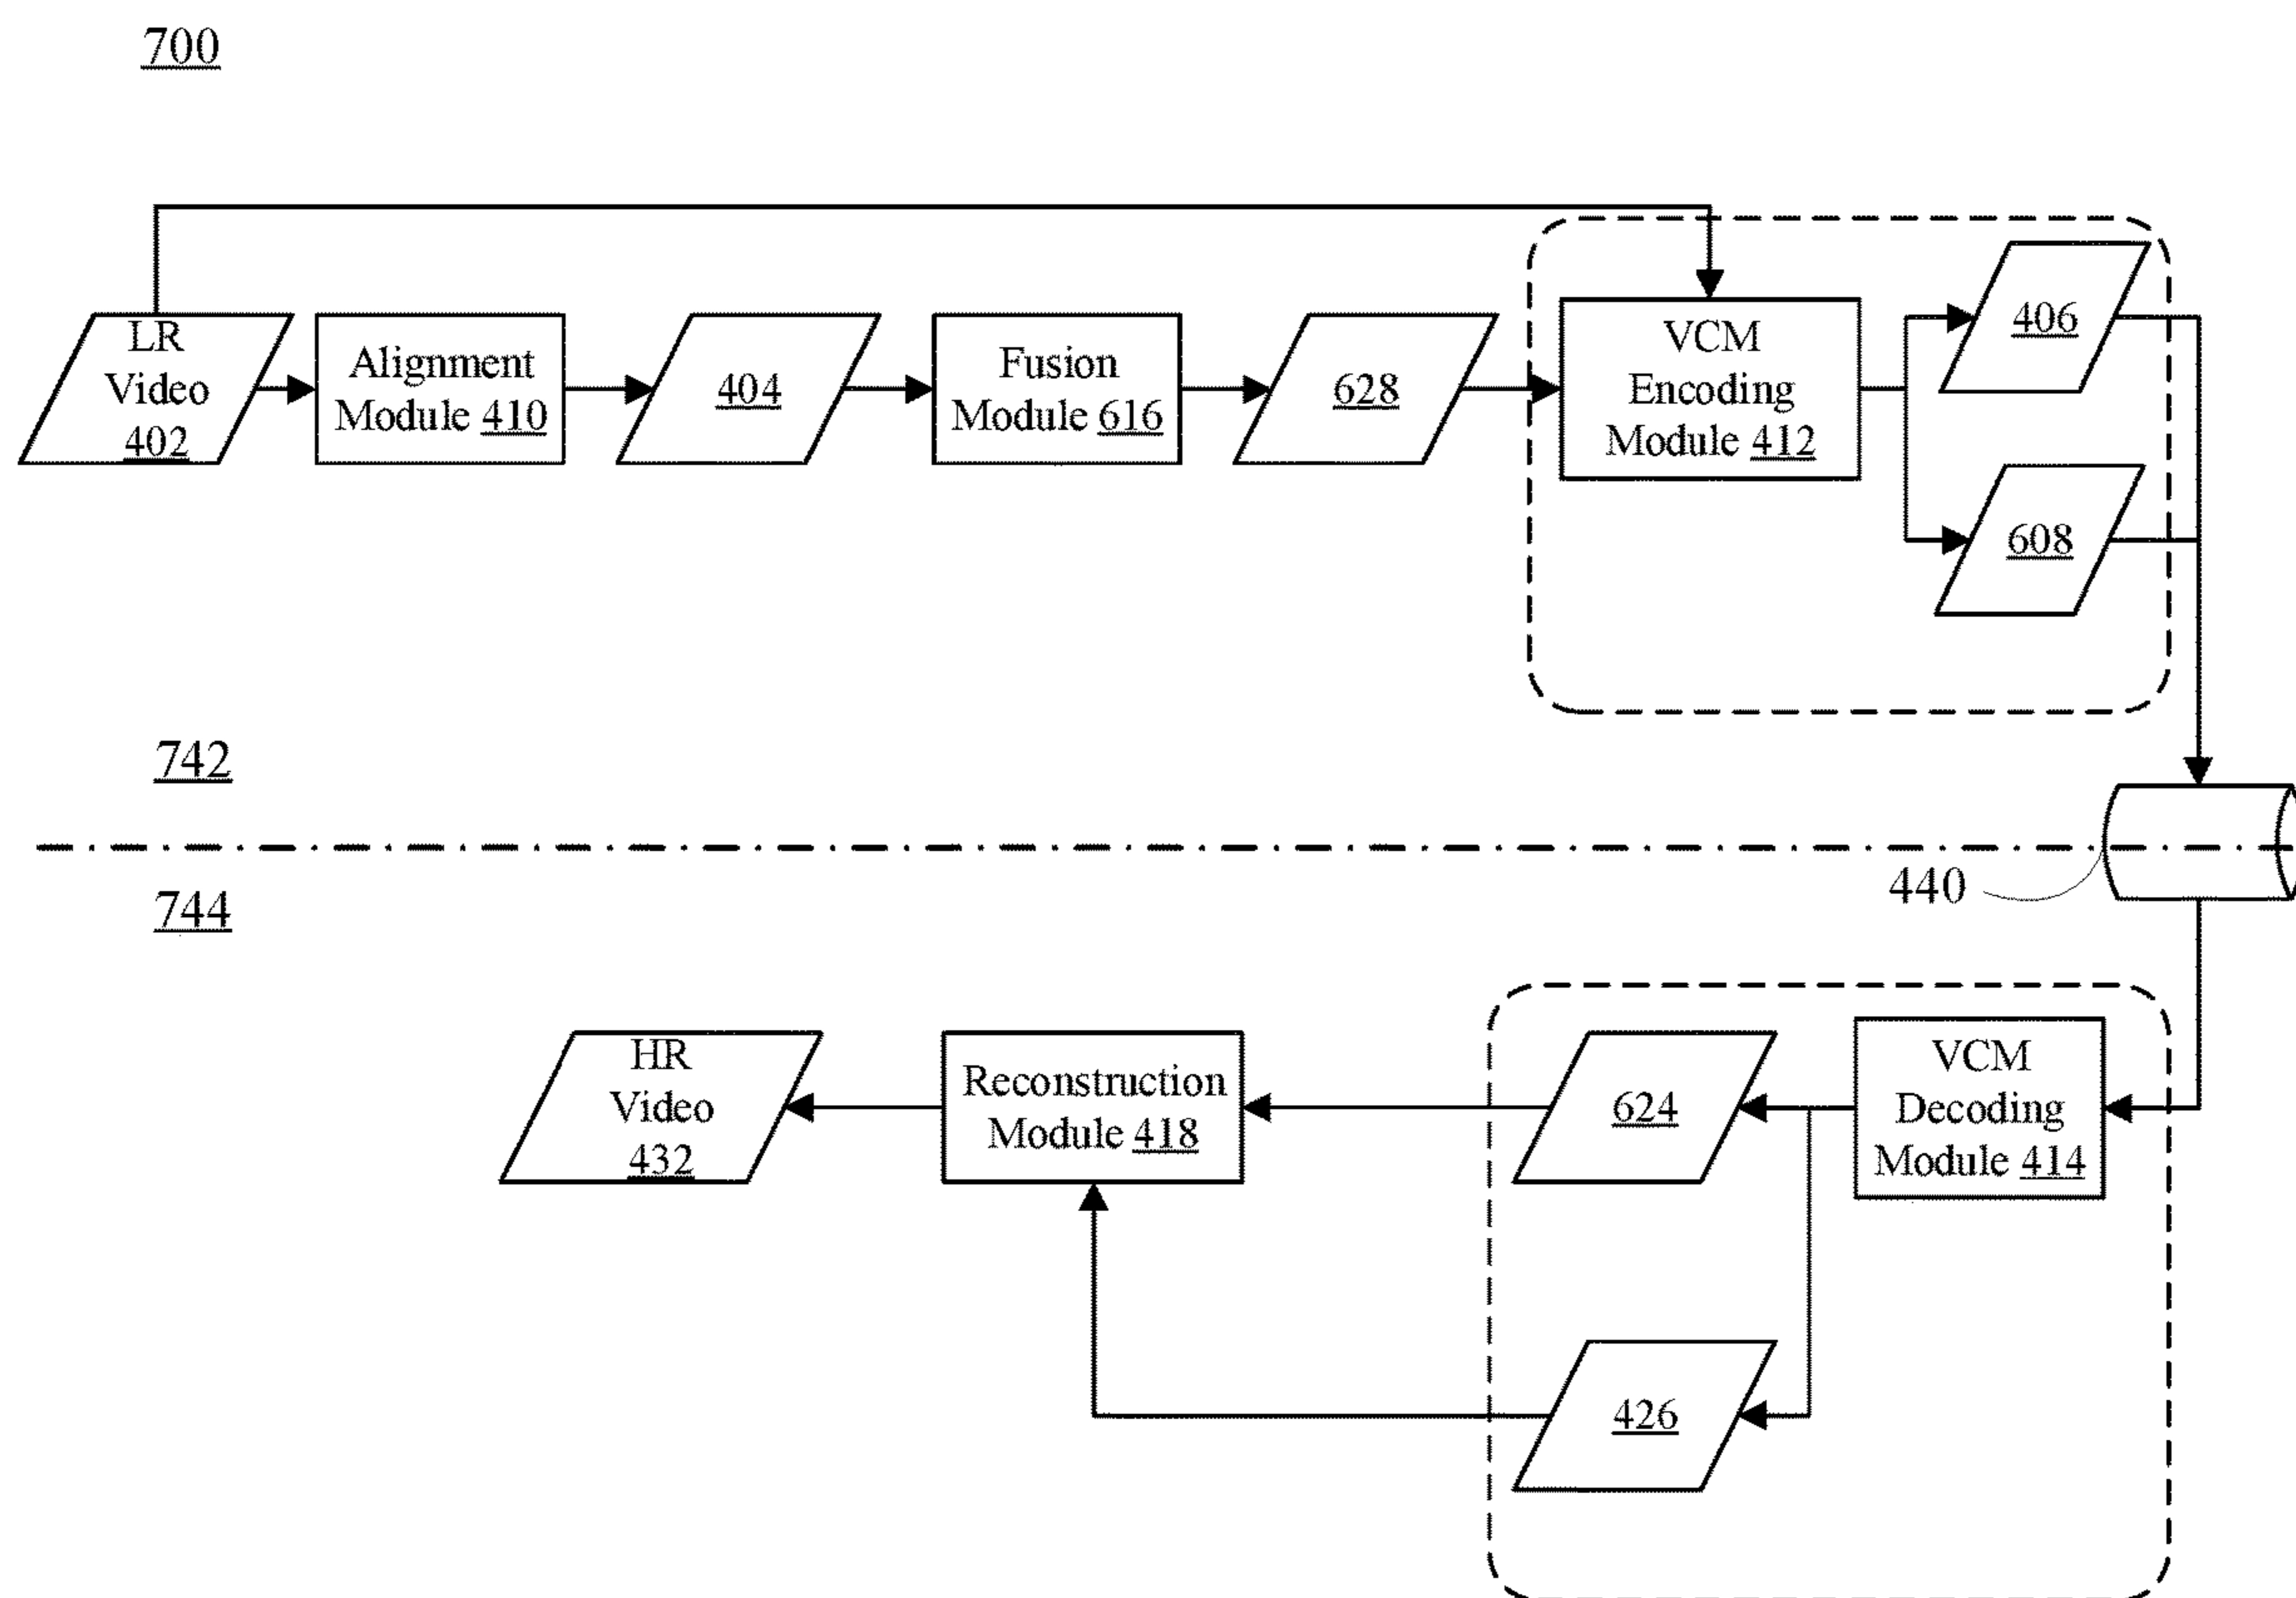 700
LR
Video
402
Alignment
Module 410
404
Fusion
Module 616
628
VCM
Encoding
Module 412
406
608
742
440
744
HR
Video
432
Reconstruction
Module 418
624
VCM
Decoding
Module 414
426